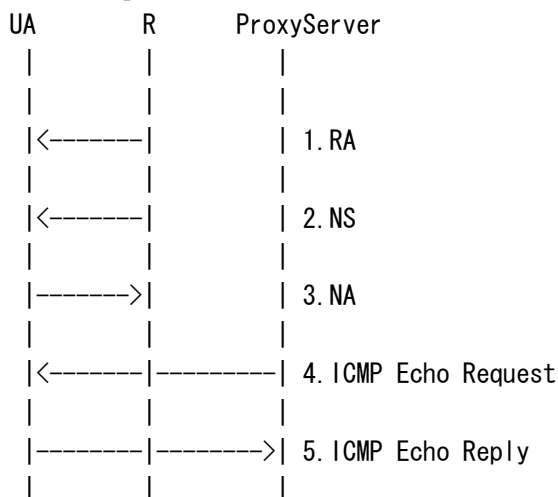 UA        R      ProxyServer
 |        |         |
 |        |         |
 |<-------|         | 1.RA
 |        |         |
 |<-------|         | 2.NS
 |        |         |
 |------->|         | 3.NA
 |        |         |
 |<-------|---------| 4.ICMP Echo Request
 |        |         |
 |--------|-------->| 5.ICMP Echo Reply
 |        |         |